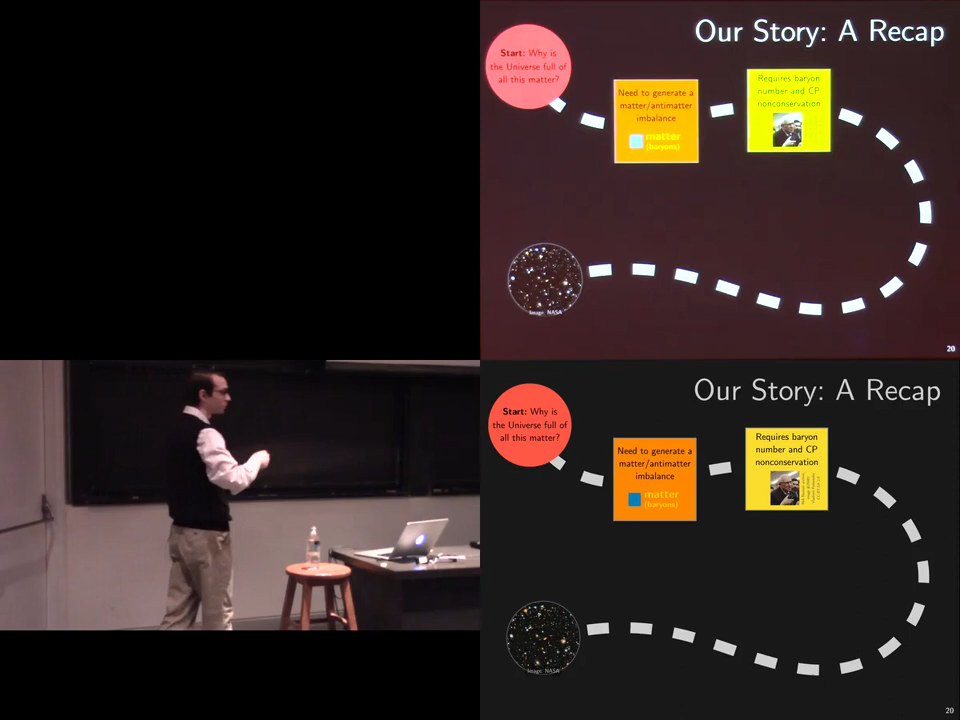 Our Story: A Recap
Start: Why is
the Universe full of
all this matter?
Need to generate a
matter/antimatter
imbalance
matter
(baryons)
Requires baryon
number and CP
nonconservation
Image: NASA
20
Our Story: A Recap
Start: Why is
the Universe full of
all this matter?
Need to generate a
matter/antimatter
imbalance
matter
(baryons)
Requires baryon
number and CP
nonconservation
Image: NASA
20